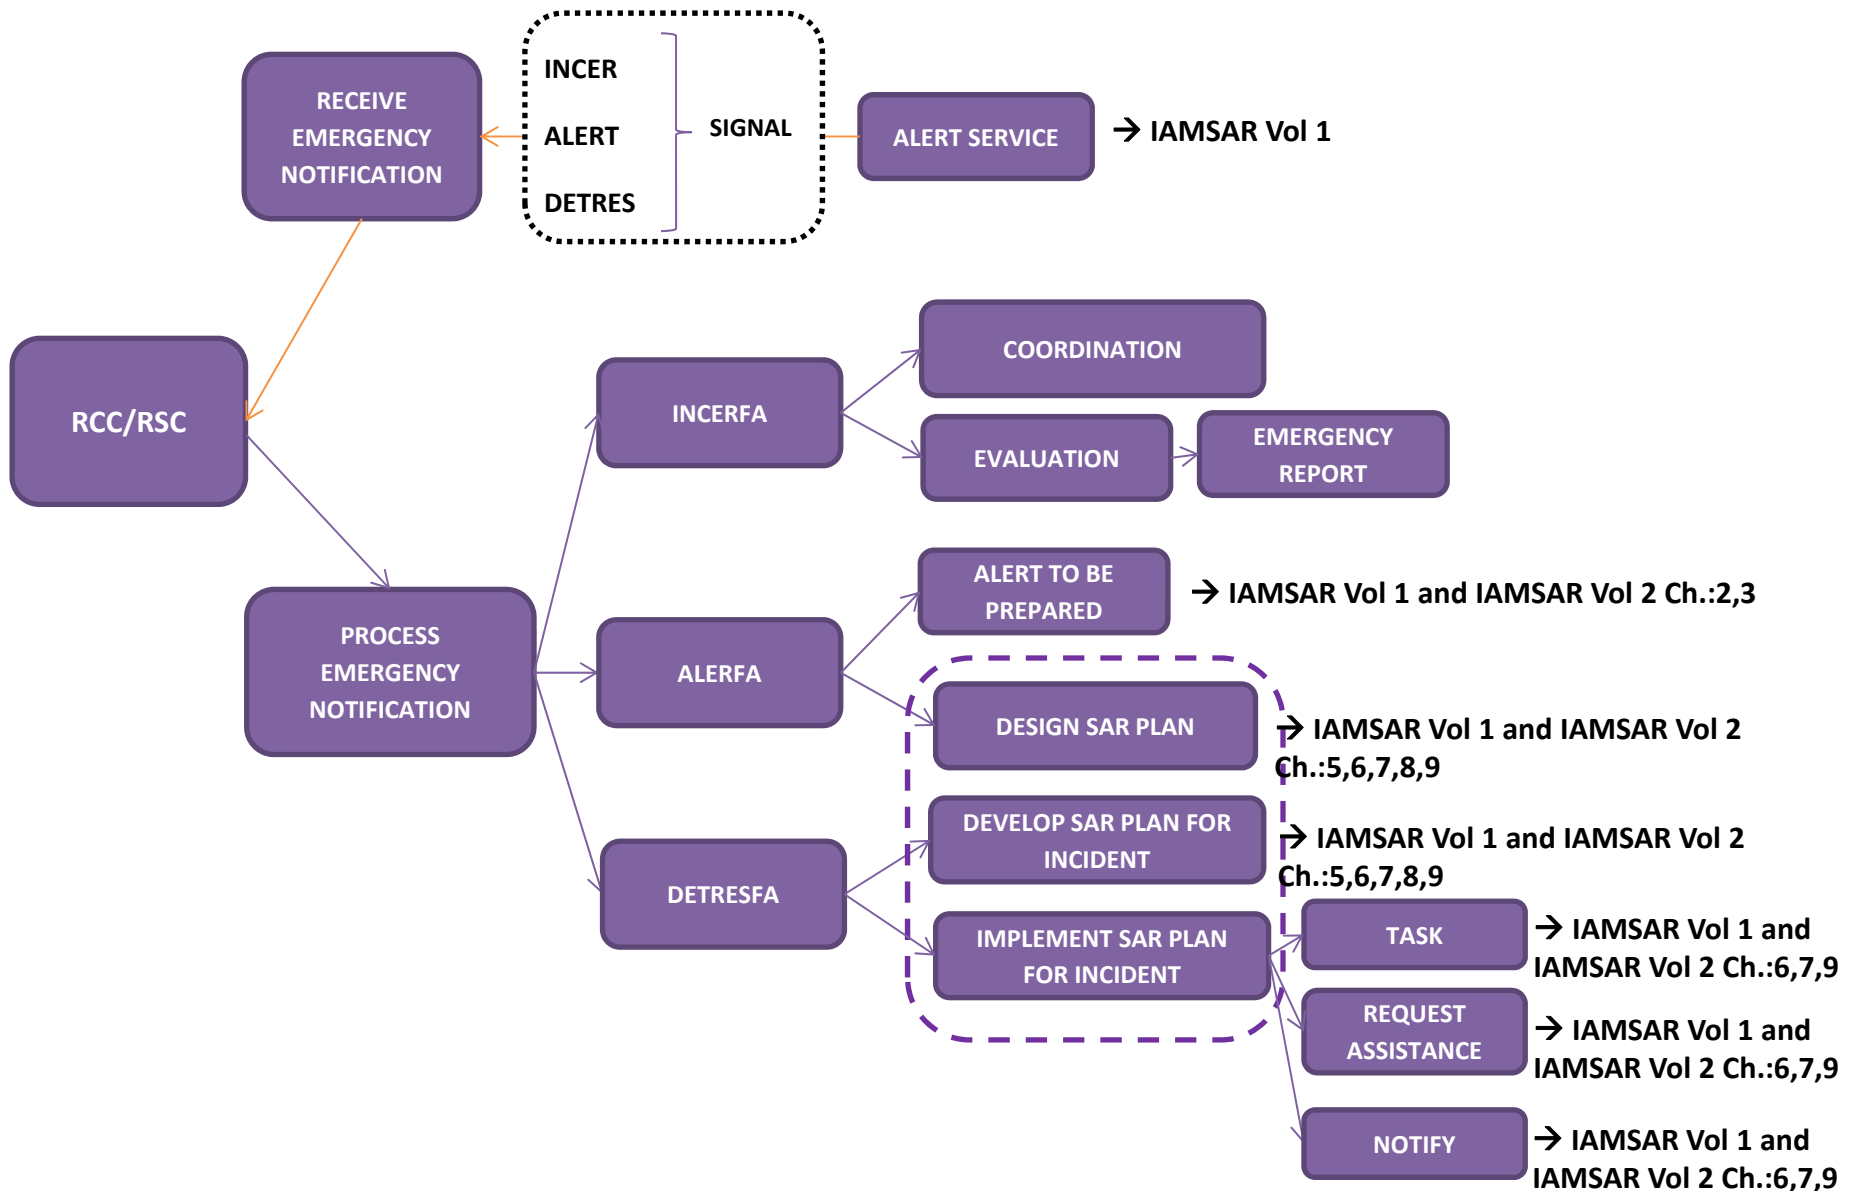 INCER
ALERT
DETRES
SIGNAL
RECEIVE
EMERGENCY
NOTIFICATION
ALERT SERVICE
→ IAMSAR Vol 1
RCC/RSC
PROCESS
EMERGENCY
NOTIFICATION
INCERFA
COORDINATION
EVALUATION
EMERGENCY
REPORT
ALERFA
ALERT TO BE
PREPARED
→ IAMSAR Vol 1 and IAMSAR Vol 2 Ch.:2,3
DESIGN SAR PLAN
→ IAMSAR Vol 1 and IAMSAR Vol 2
Ch.:5,6,7,8,9
DETRESFA
DEVELOP SAR PLAN FOR
INCIDENT
→ IAMSAR Vol 1 and IAMSAR Vol 2
Ch.:5,6,7,8,9
IMPLEMENT SAR PLAN
FOR INCIDENT
TASK
→ IAMSAR Vol 1 and
IAMSAR Vol 2 Ch.:6,7,9
REQUEST
ASSISTANCE
→ IAMSAR Vol 1 and
IAMSAR Vol 2 Ch.:6,7,9
NOTIFY
→ IAMSAR Vol 1 and
IAMSAR Vol 2 Ch.:6,7,9